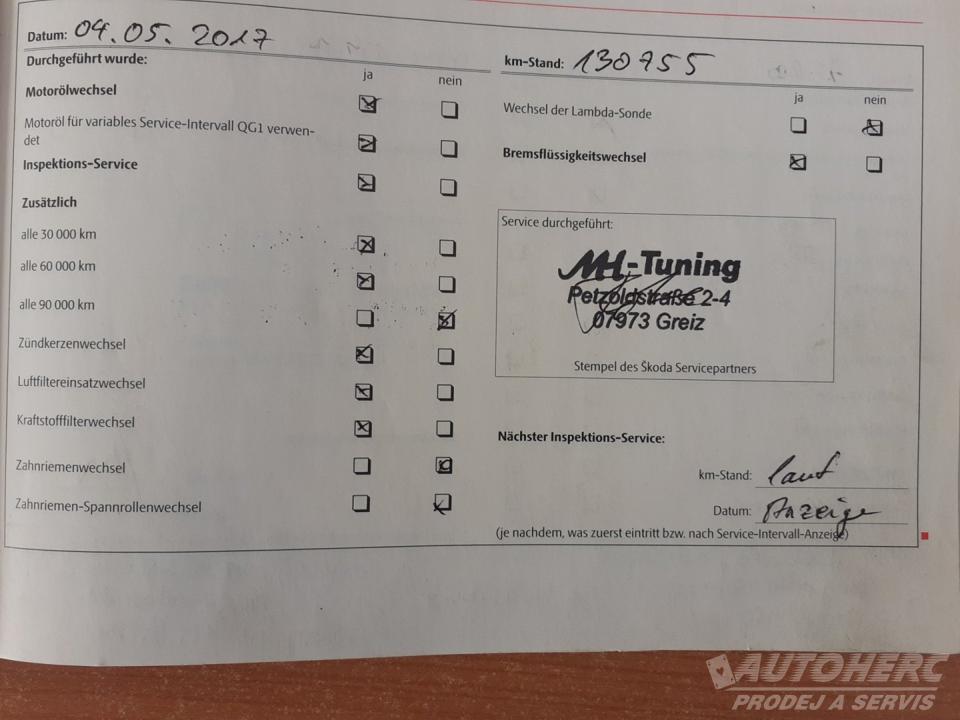 Datum: 04.05. 2017
Durchgeführt wurde:
ja
nein
Motorölwechsel
Motoröl für variables Service-Intervall QG1 verwen-
det
Inspektions-Service
Zusätzlich
alle 30 000 km
alle 60 000 km
alle 90 000 km
Zündkerzenwechsel
Luftfiltereinsatzwechsel
Kraftstofffilterwechsel
Zahnriemenwechsel
Zahnriemen-Spannrollenwechsel
km-Stand: 130755
ja
nein
Wechsel der Lambda-Sonde
Bremsflüssigkeitswechsel
Service durchgeführt:
MH-Tuning
Petzoldstraße 2-4
07973 Greiz
Stempel des Škoda Servicepartners
Nächster Inspektions-Service:
km-Stand: laut
Datum: Anzeige
(je nachdem, was zuerst eintritt bzw. nach Service-Intervall-Anzeige)
AUTOHERC
PRODEJ A SERVIS